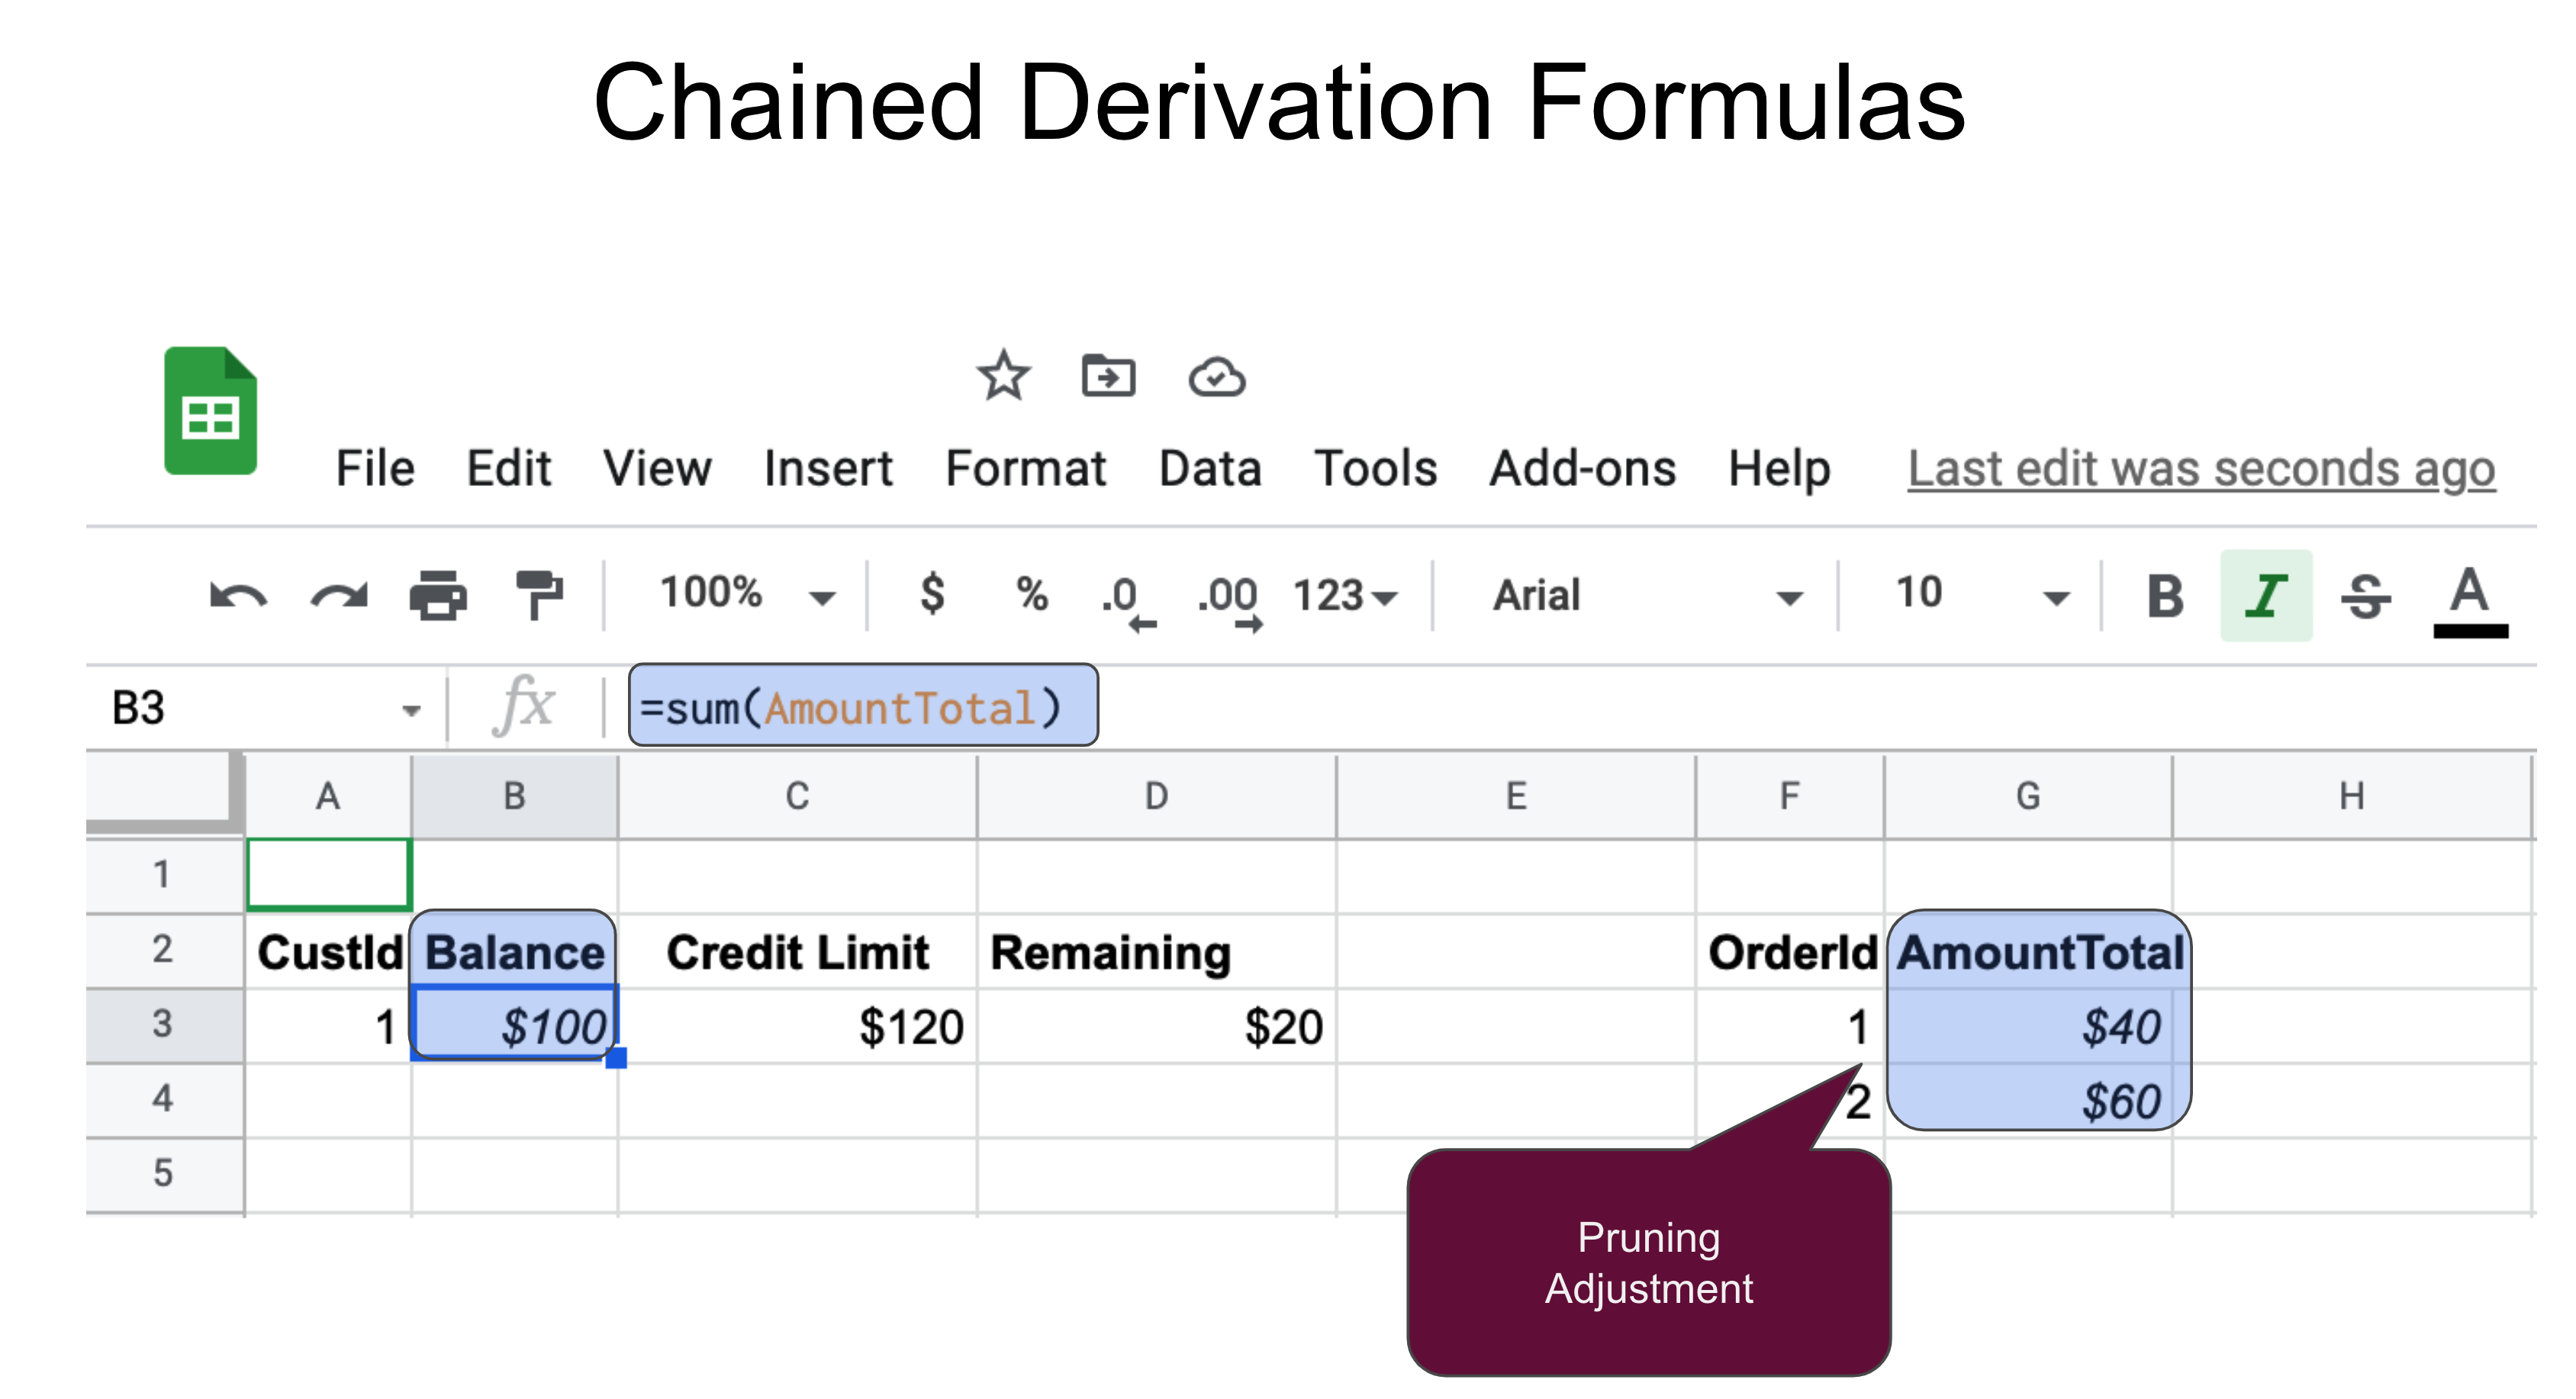 Chained Derivation Formulas
File Edit View Insert Format Data Tools Add-ons Help Last edit was seconds ago
100% $ % .0 .00 123 Arial 10 B I S A
B3 fx =sum(AmountTotal)
A B C D E F G H
1
2 CustId Balance Credit Limit Remaining OrderId AmountTotal
3 1 $100 $120 $20 1 $40
4 2 $60
5
Pruning
Adjustment